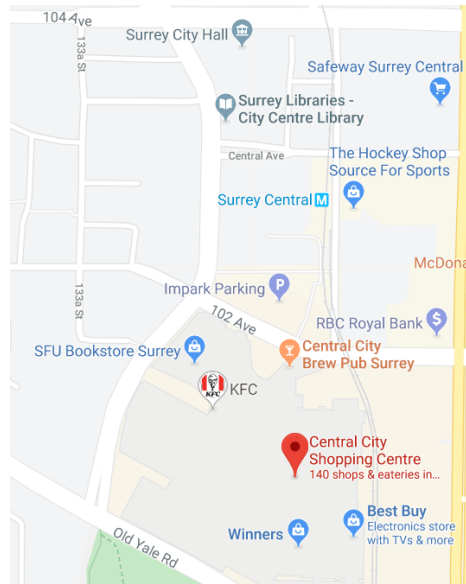 104 Ave
133a St
Surrey City Hall
Safeway Surrey Central
Surrey Libraries -
City Centre Library
Central Ave
The Hockey Shop
Source For Sports
Surrey Central M
McDona
Impark Parking P
133a St
102 Ave
RBC Royal Bank $
SFU Bookstore Surrey
Central City
Brew Pub Surrey
KFC
KFC
Central City
Shopping Centre
140 shops & eateries in...
Best Buy
Electronics store
with TVs & more
Winners
Old Yale Rd